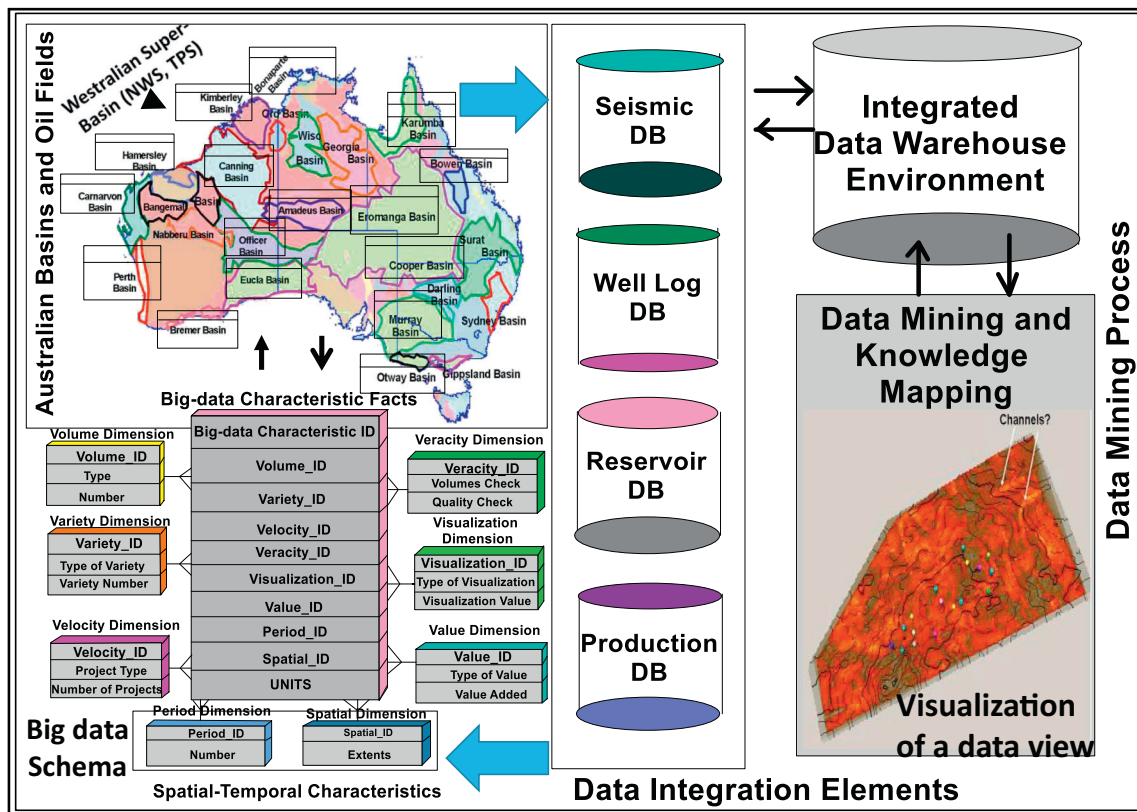 Australian Basins and Oil Fields
Westralian Super-
Basin (NWS, TPS)
Bonaparte
Basin
Kimberley
Basin
Ord Basin
Wiso
Basin
Georgia
Basin
Karumba
Basin
Bowen Basin
Hamersley
Basin
Canning
Basin
Carnarvon
Basin
Bangemal
Basin
Amadeus Basin
Eromanga Basin
Nabberu Basin
Officer
Basin
Surat
Basin
Cooper Basin
Eucla Basin
Perth
Basin
Darling
Basin
Murray
Basin
Sydney Basin
Bremer Basin
Otway Basin
Gippsland Basin
Big-data Characteristic Facts
Big-data Characteristic ID
Volume_ID
Variety_ID
Velocity_ID
Veracity_ID
Visualization_ID
Value_ID
Period_ID
Spatial_ID
UNITS
Volume Dimension
Volume_ID
Type
Number
Variety Dimension
Variety_ID
Type of Variety
Variety Number
Velocity Dimension
Velocity_ID
Project Type
Number of Projects
Veracity Dimension
Veracity_ID
Volumes Check
Quality Check
Visualization
Dimension
Visualization_ID
Type of Visualization
Visualization Value
Value Dimension
Value_ID
Type of Value
Value Added
Period Dimension
Period_ID
Number
Spatial Dimension
Spatial_ID
Extents
Big data
Schema
Spatial-Temporal Characteristics
Seismic
DB
Well Log
DB
Reservoir
DB
Production
DB
Data Integration Elements
Integrated
Data Warehouse
Environment
Data Mining and
Knowledge
Mapping
Channels?
Visualization
of a data view
Data Mining Process